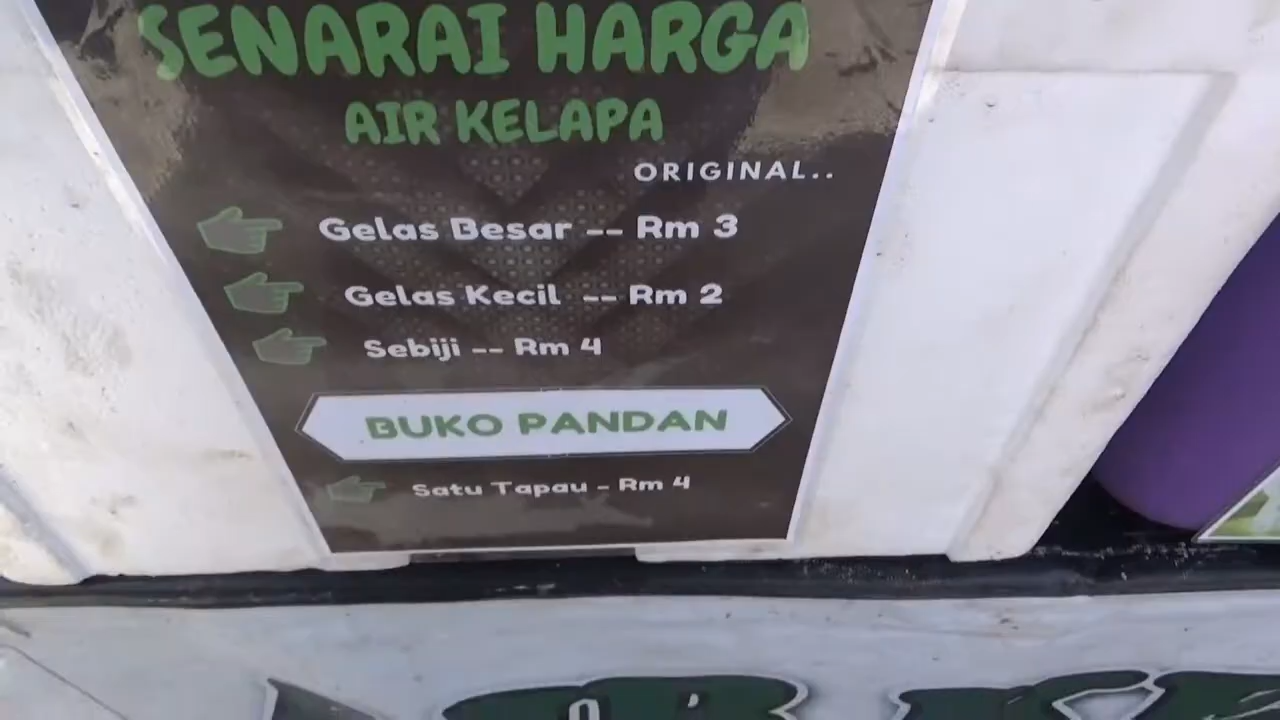 SENARAI HARGA
AIR KELAPA
ORIGINAL..
Gelas Besar -- Rm 3
Gelas Kecil -- Rm 2
Sebiji -- Rm 4
BUKO PANDAN
Satu Tapau - Rm 4